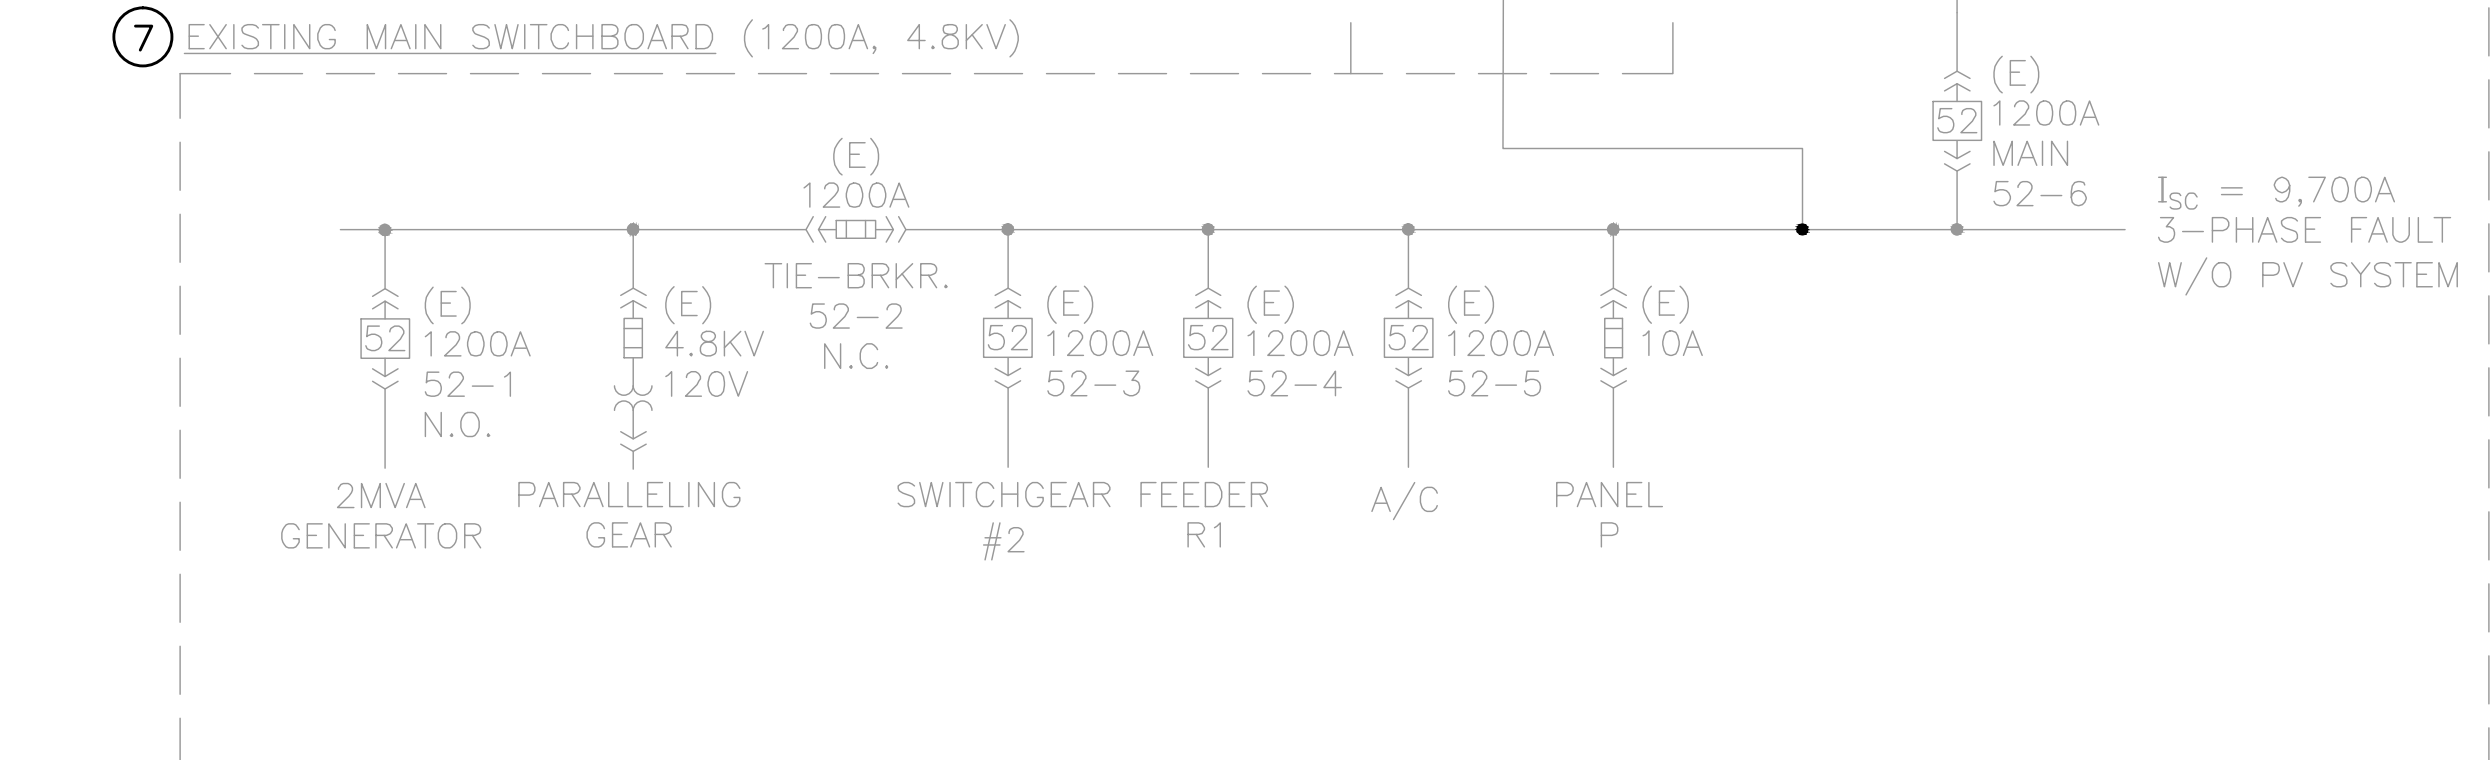 7 EXISTING MAIN SWITCHBOARD (1200A, 4.8KV)
(E)
52 1200A
MAIN
52-6
ISC = 9,700A
3-PHASE FAULT
W/O PV SYSTEM
(E)
1200A
TIE-BRKR.
52-2
N.C.
(E)
52 1200A
52-1
N.O.
2MVA
GENERATOR
(E)
4.8KV
120V
PARALLELING
GEAR
(E)
52 1200A
52-3
SWITCHGEAR
#2
(E)
52 1200A
52-4
FEEDER
R1
(E)
52 1200A
52-5
A/C
(E)
10A
PANEL
P